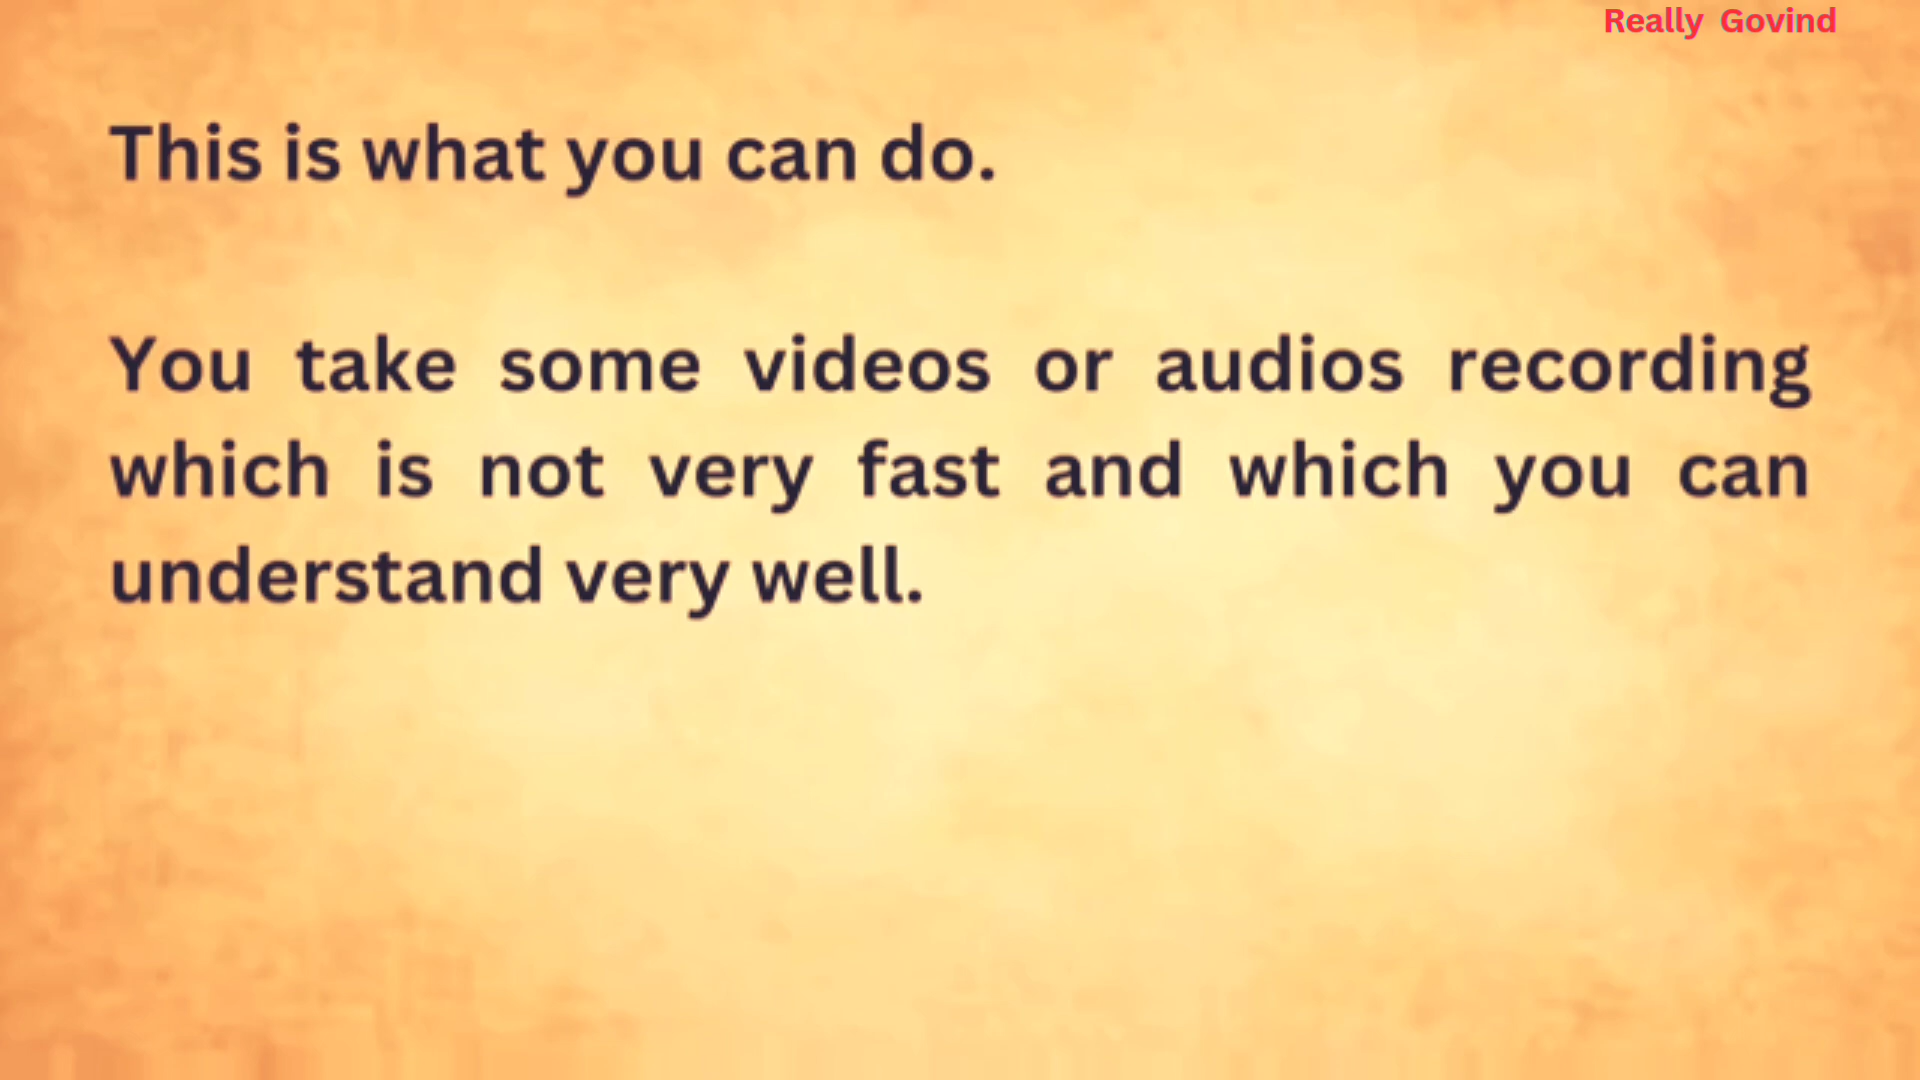 Really Govind
This is what you can do.
You take some videos or audios recording
which is not very fast and which you can
understand very well.